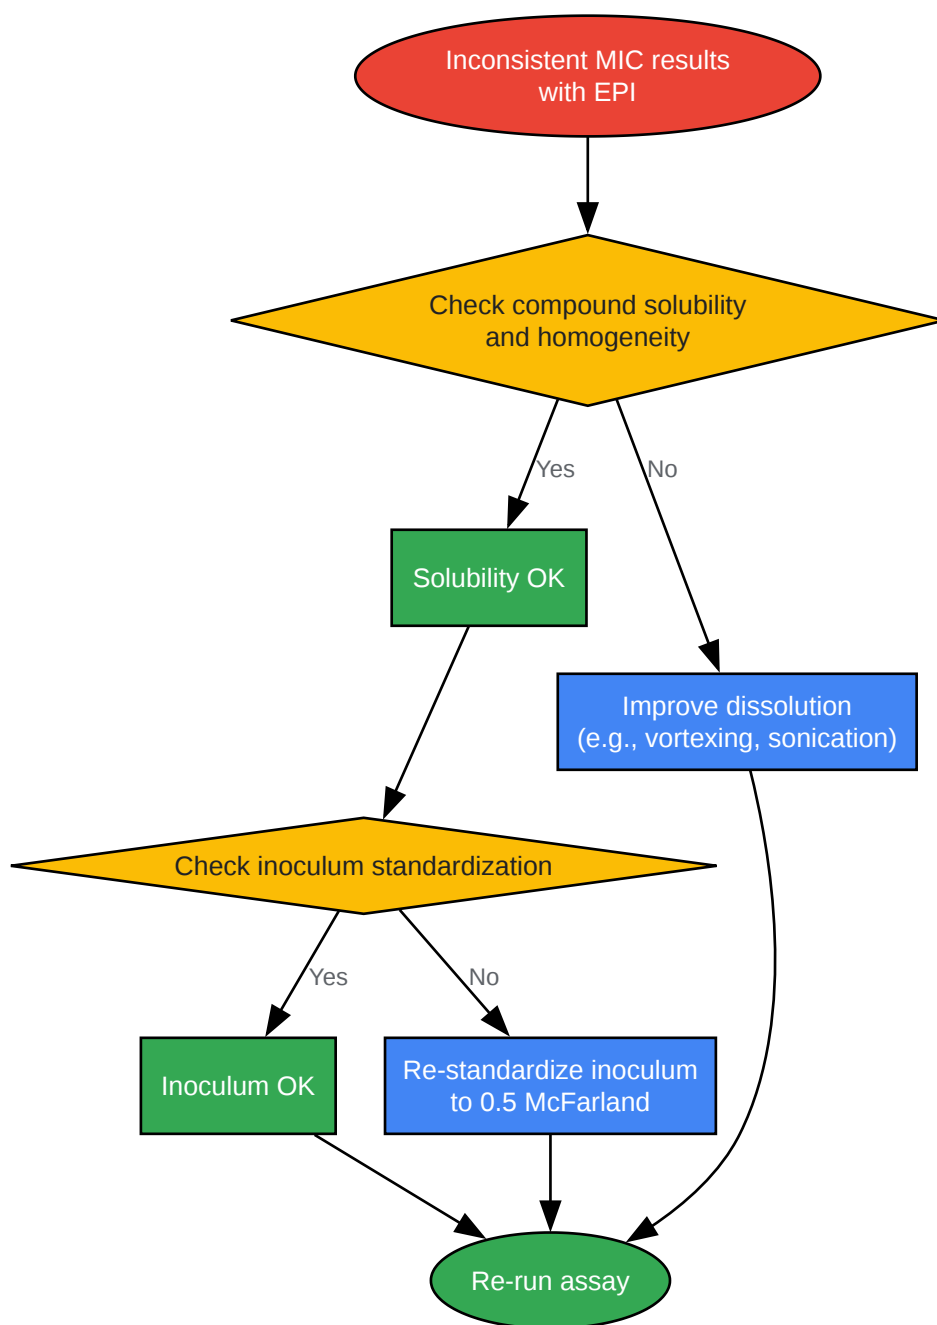 Inconsistent MIC results
with EPI
Check compound solubility
and homogeneity
Yes
No
Solubility OK
Improve dissolution
(e.g., vortexing, sonication)
Check inoculum standardization
Yes
No
Inoculum OK
Re-standardize inoculum
to 0.5 McFarland
Re-run assay